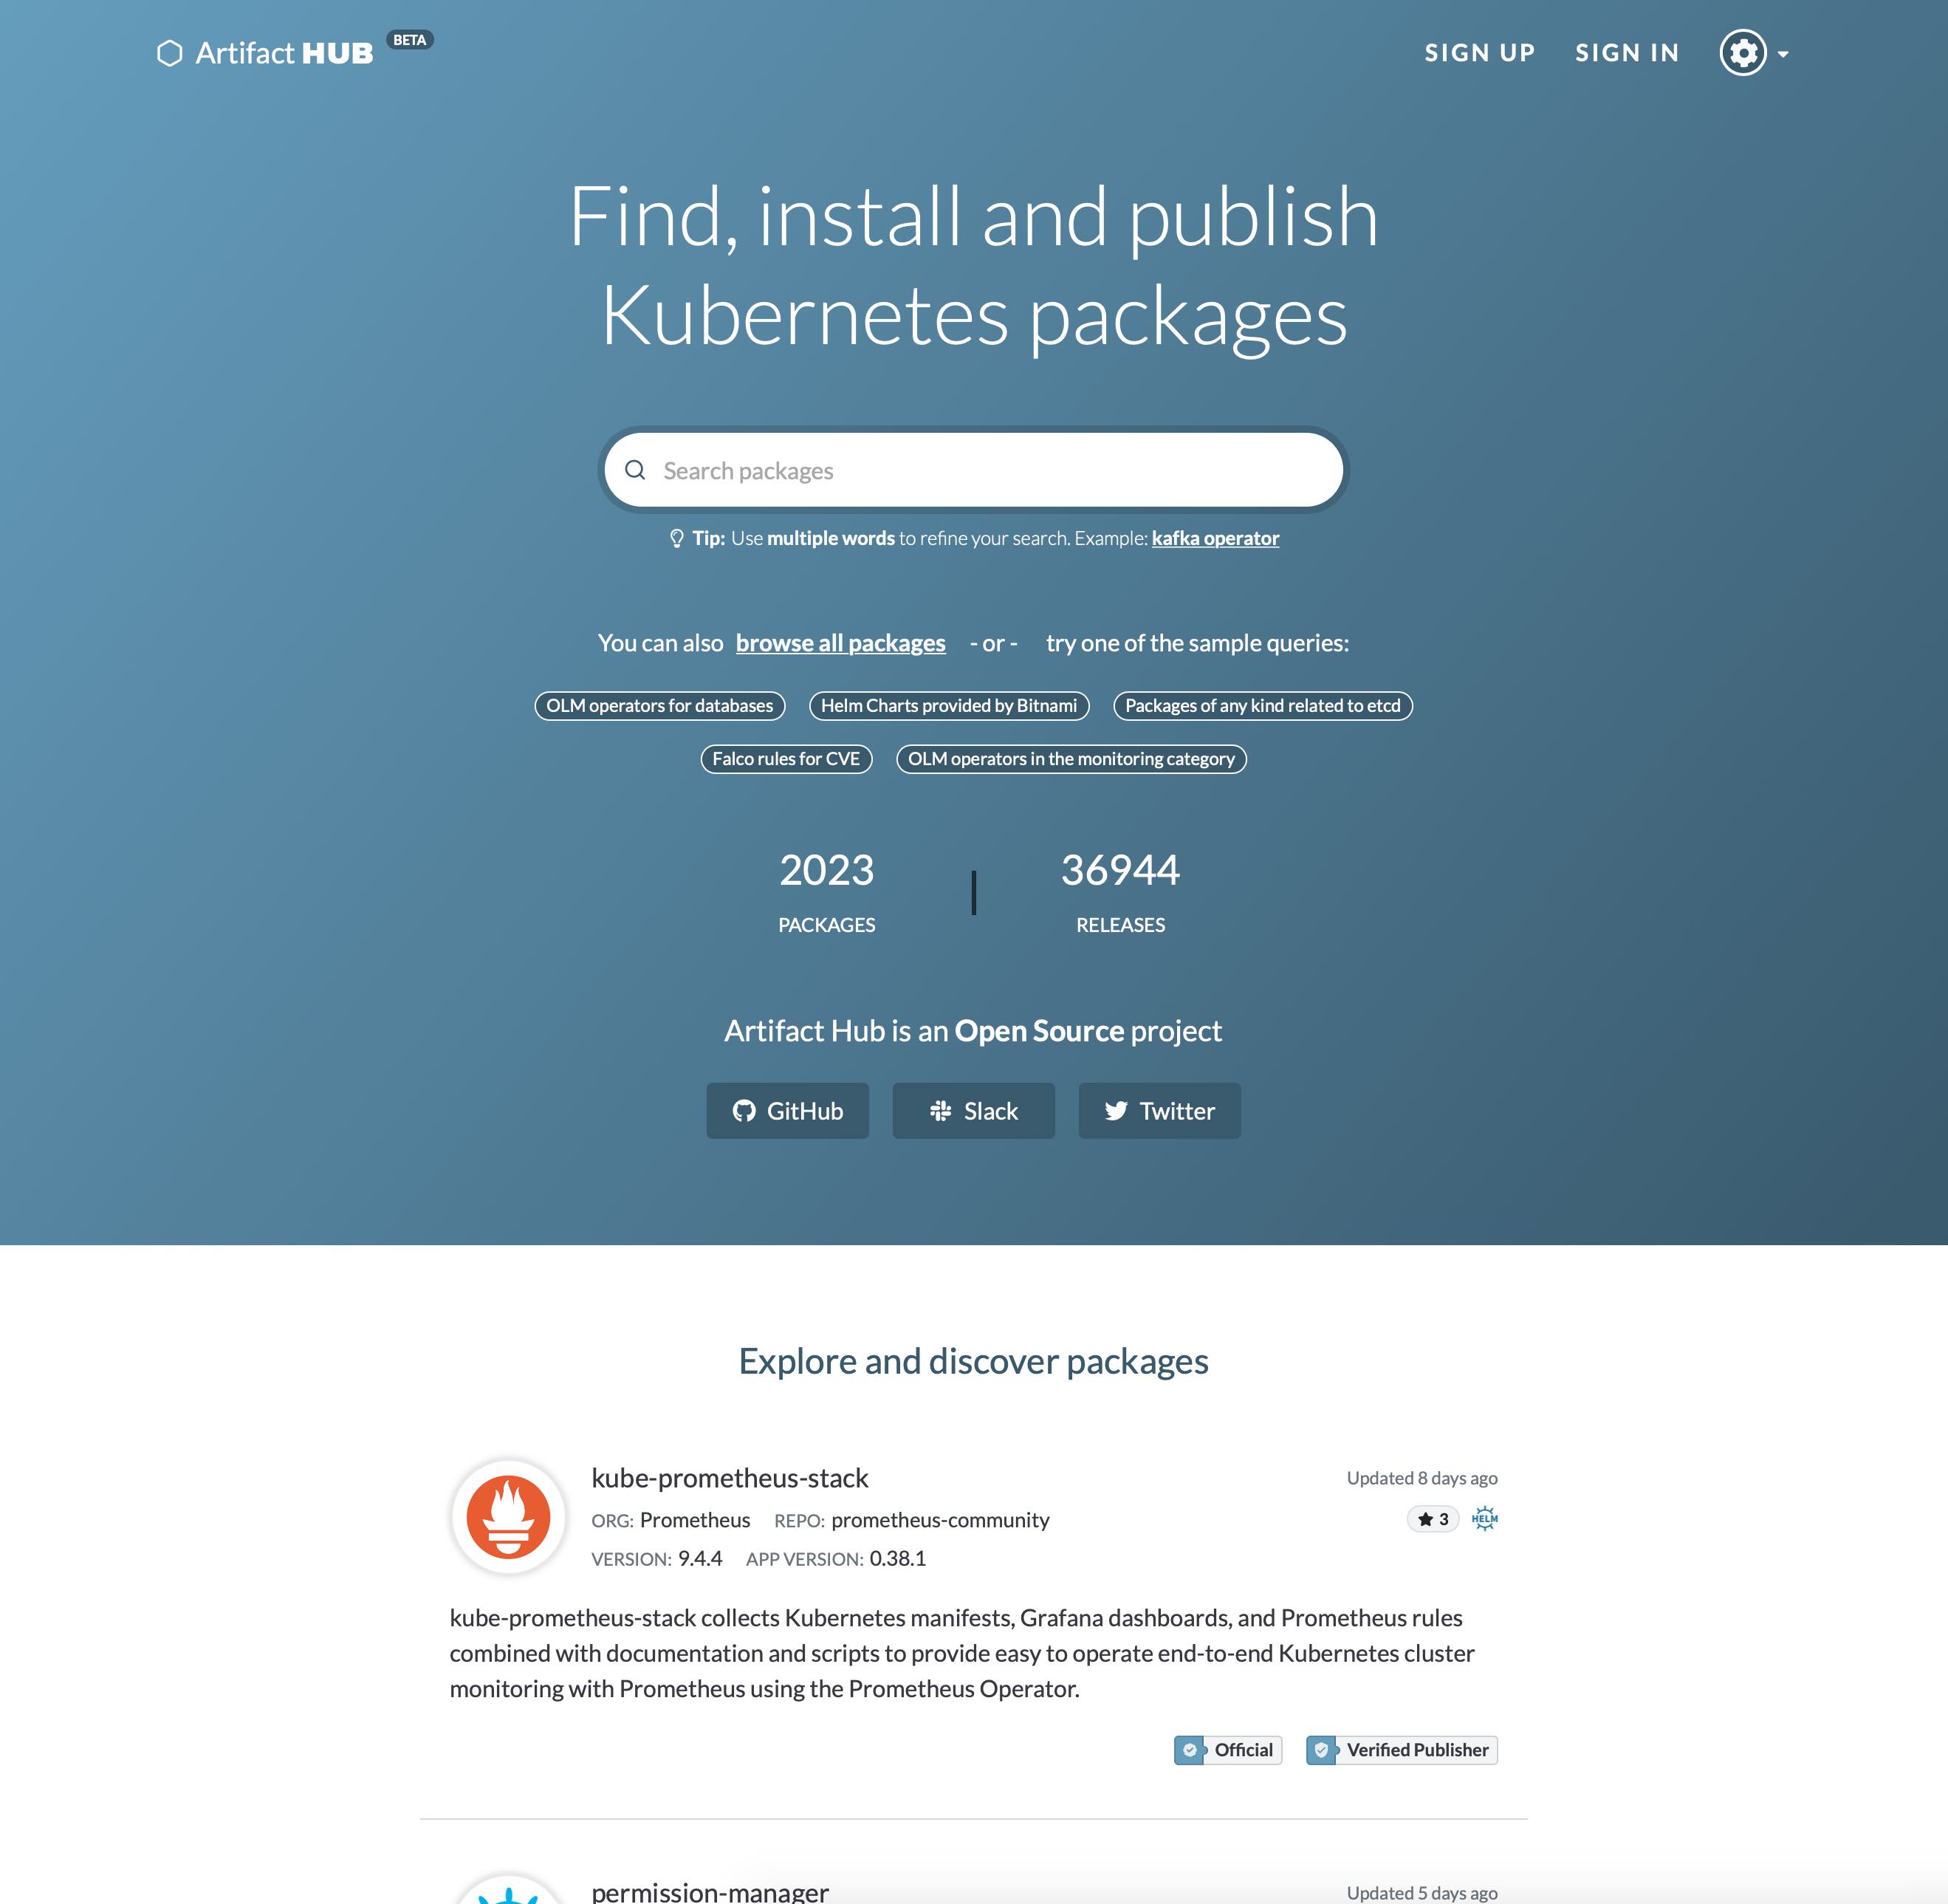 Artifact HUB BETA
SIGN UP SIGN IN
Find, install and publish
Kubernetes packages
Search packages
Tip: Use multiple words to refine your search. Example: kafka operator
You can also browse all packages - or - try one of the sample queries:
OLM operators for databases Helm Charts provided by Bitnami Packages of any kind related to etcd
Falco rules for CVE OLM operators in the monitoring category
2023 36944
PACKAGES RELEASES
Artifact Hub is an Open Source project
GitHub Slack Twitter
Explore and discover packages
kube-prometheus-stack Updated 8 days ago
ORG: Prometheus REPO: prometheus-community 3 HELM
VERSION: 9.4.4 APP VERSION: 0.38.1
kube-prometheus-stack collects Kubernetes manifests, Grafana dashboards, and Prometheus rules
combined with documentation and scripts to provide easy to operate end-to-end Kubernetes cluster
monitoring with Prometheus using the Prometheus Operator.
Official Verified Publisher
permission-manager Updated 5 days ago